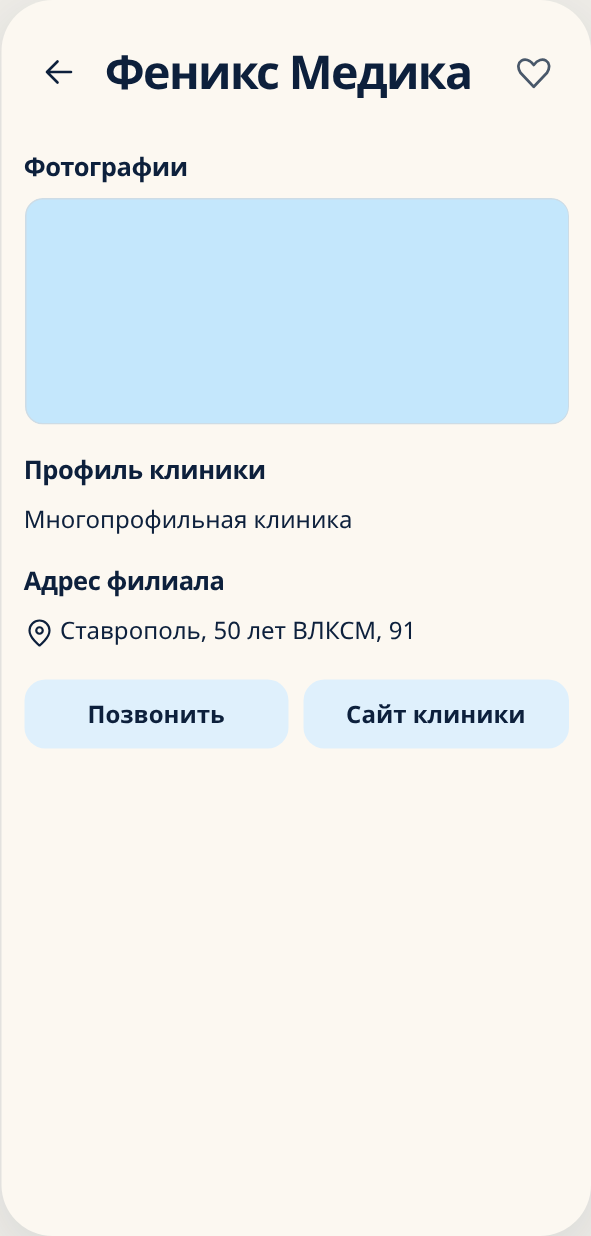 Феникс Медика
Фотографии
Профиль клиники
Многопрофильная клиника
Адрес филиала
Ставрополь, 50 лет ВЛКСМ, 91
Позвонить
Сайт клиники